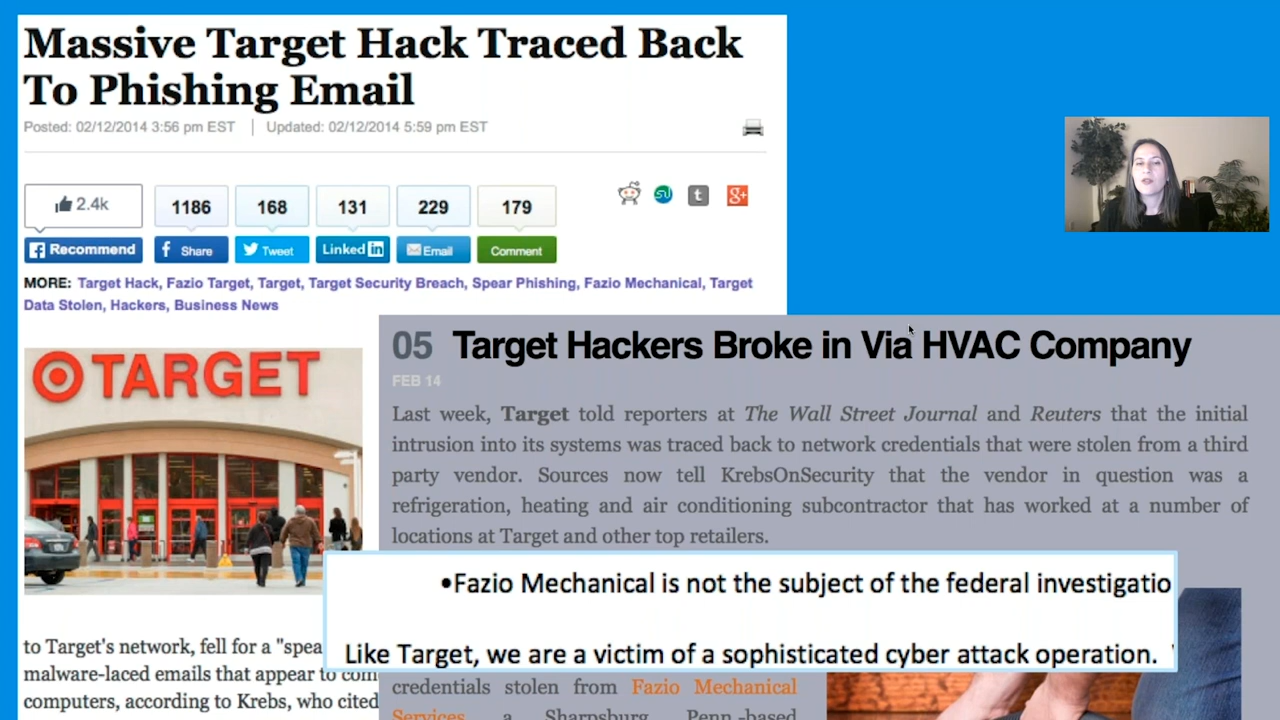 Massive Target Hack Traced Back
To Phishing Email
Posted: 02/12/2014 3:56 pm EST | Updated: 02/12/2014 5:59 pm EST
2.4k
1186
168
131
229
179
Recommend
Share
Tweet
Linked in
Email
Comment
MORE: Target Hack, Fazio Target, Target, Target Security Breach, Spear Phishing, Fazio Mechanical, Target
Data Stolen, Hackers, Business News
TARGET
05 Target Hackers Broke in Via HVAC Company
FEB 14
Last week, Target told reporters at The Wall Street Journal and Reuters that the initial
intrusion into its systems was traced back to network credentials that were stolen from a third
party vendor. Sources now tell KrebsOnSecurity that the vendor in question was a
refrigeration, heating and air conditioning subcontractor that has worked at a number of
locations at Target and other top retailers.
•Fazio Mechanical is not the subject of the federal investigatio
Like Target, we are a victim of a sophisticated cyber attack operation.
to Target's network, fell for a "spea
malware-laced emails that appear to com
computers, according to Krebs, who cited
credentials stolen from Fazio Mechanical
Services, a Sharpsburg, Penn.-based